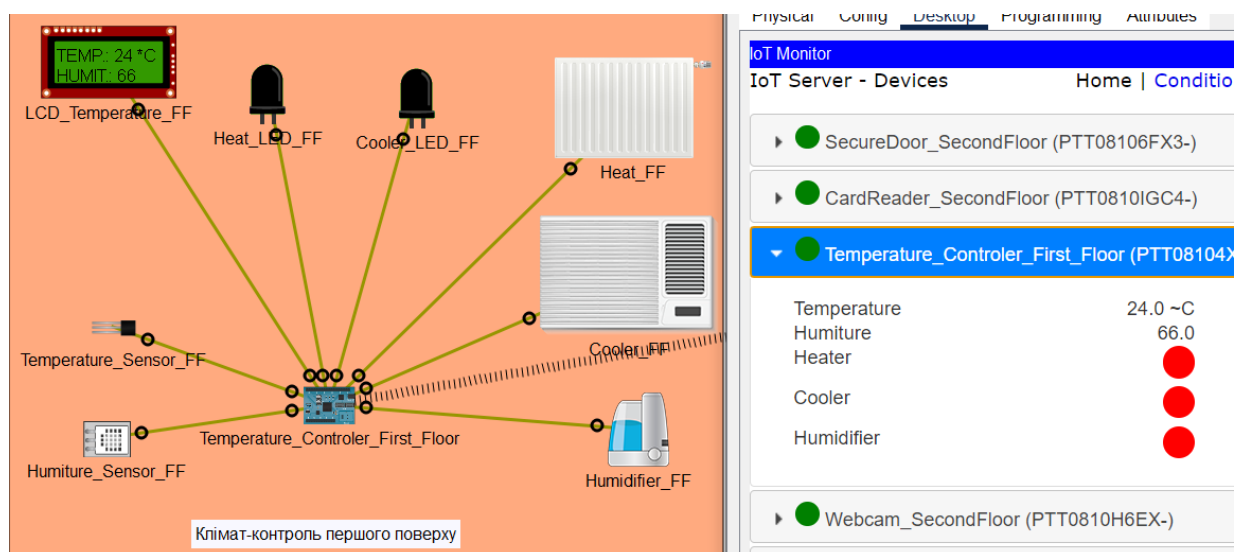 TEMP.: 24 *C
HUMIT.: 66
LCD_Temperature_FF
Heat_LED_FF
Cooler_LED_FF
Heat_FF
Temperature_Sensor_FF
Cooler_FF
Temperature_Controler_First_Floor
Humiture_Sensor_FF
Humidifier_FF
Клімат-контроль першого поверху
Physical Config Desktop Programming Attributes
IoT Monitor
IoT Server - Devices Home | Conditio
SecureDoor_SecondFloor (PTT08106FX3-)
CardReader_SecondFloor (PTT0810IGC4-)
Temperature_Controler_First_Floor (PTT08104X
Temperature 24.0 ~C
Humiture 66.0
Heater
Cooler
Humidifier
Webcam_SecondFloor (PTT0810H6EX-)